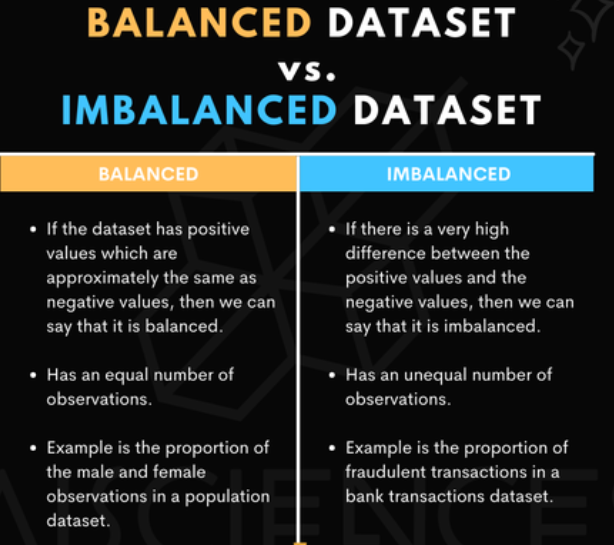 BALANCED DATASET
vs.
IMBALANCED DATASET
BALANCED
• If the dataset has positive
values which are
approximately the same as
negative values, then we can
say that it is balanced.
• Has an equal number of
observations.
• Example is the proportion of
the male and female
observations in a population
dataset.
IMBALANCED
• If there is a very high
difference between the
positive values and the
negative values, then we can
say that it is imbalanced.
• Has an unequal number of
observations.
• Example is the proportion of
fraudulent transactions in a
bank transactions dataset.